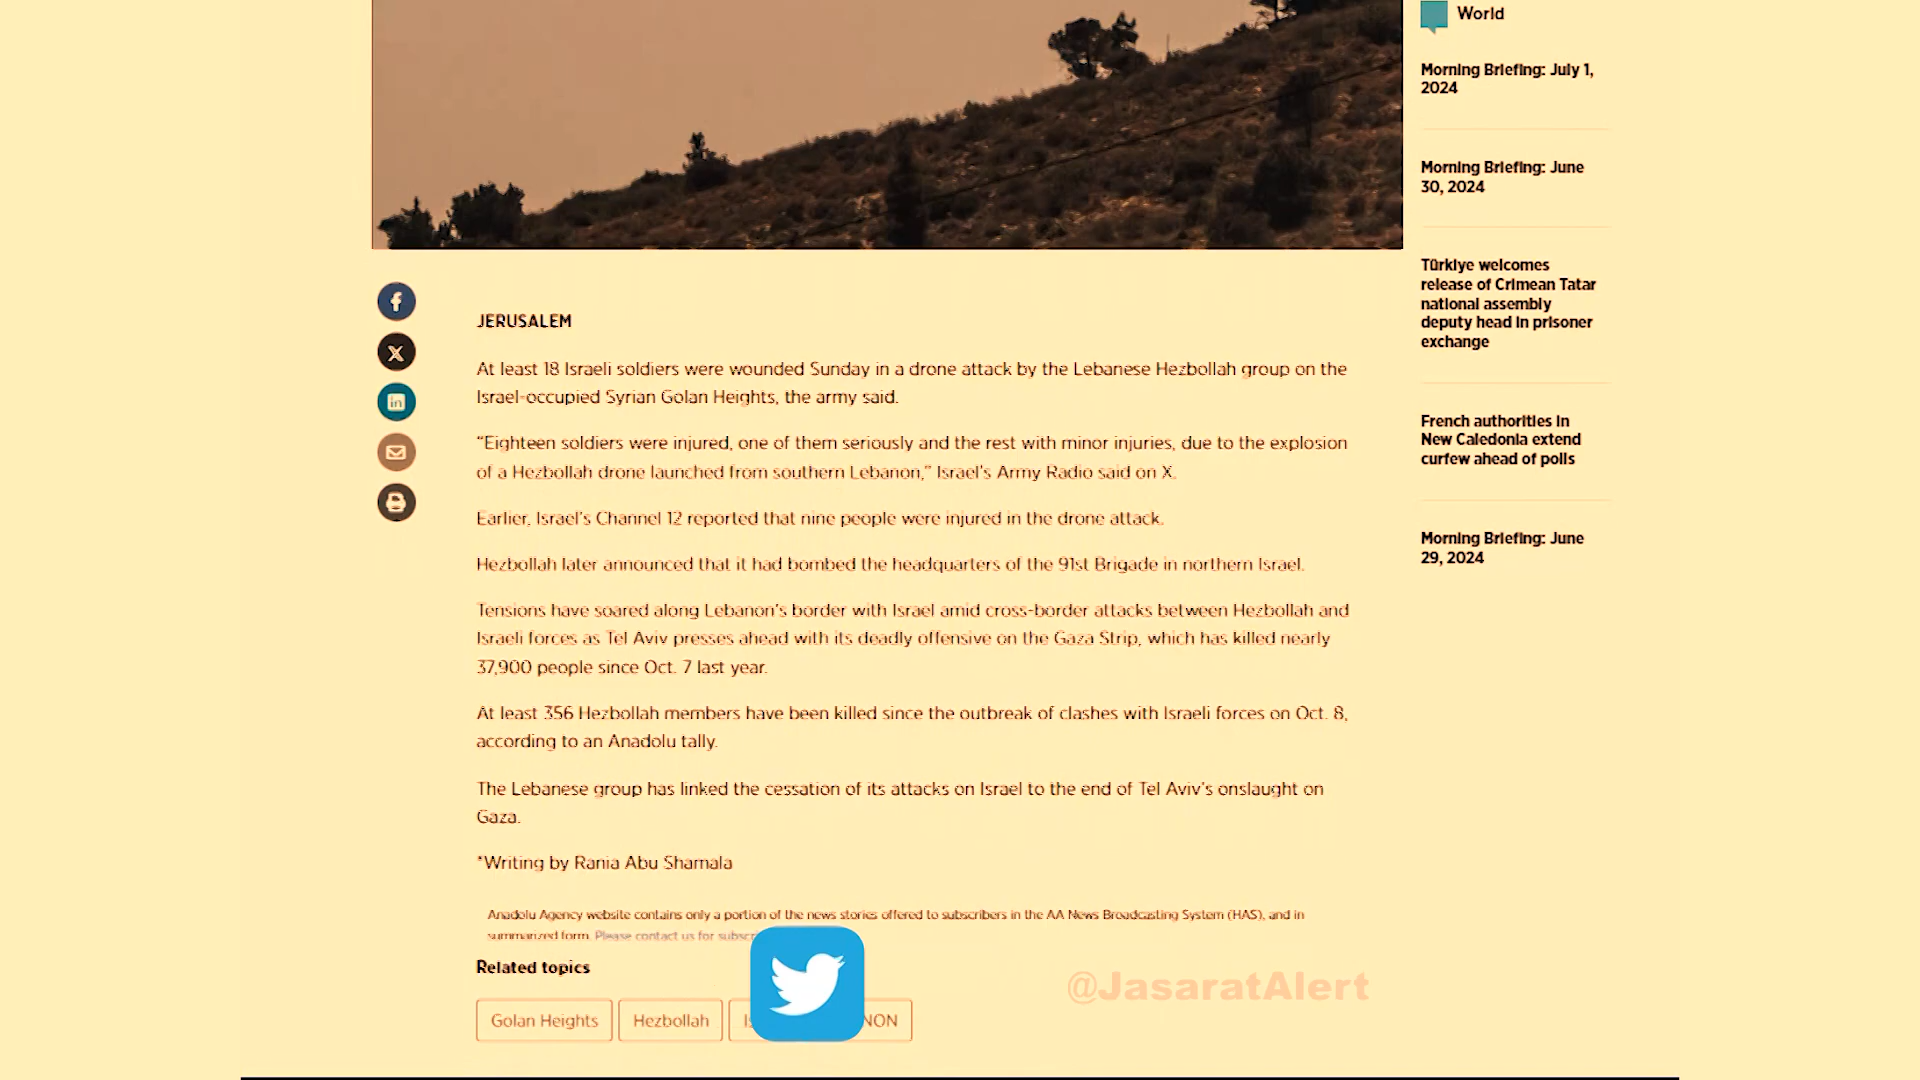 World
Morning Briefing: July 1,
2024
Morning Briefing: June
30, 2024
Türkiye welcomes
release of Crimean Tatar
national assembly
deputy head in prisoner
exchange
French authorities in
New Caledonia extend
curfew ahead of polls
Morning Briefing: June
29, 2024
JERUSALEM
At least 18 Israeli soldiers were wounded Sunday in a drone attack by the Lebanese Hezbollah group on the
Israel-occupied Syrian Golan Heights, the army said.
“Eighteen soldiers were injured, one of them seriously and the rest with minor injuries, due to the explosion
of a Hezbollah drone launched from southern Lebanon,” Israel’s Army Radio said on X.
Earlier, Israel’s Channel 12 reported that nine people were injured in the drone attack.
Hezbollah later announced that it had bombed the headquarters of the 91st Brigade in northern Israel.
Tensions have soared along Lebanon’s border with Israel amid cross-border attacks between Hezbollah and
Israeli forces as Tel Aviv presses ahead with its deadly offensive on the Gaza Strip, which has killed nearly
37,900 people since Oct. 7 last year.
At least 356 Hezbollah members have been killed since the outbreak of clashes with Israeli forces on Oct. 8,
according to an Anadolu tally.
The Lebanese group has linked the cessation of its attacks on Israel to the end of Tel Aviv’s onslaught on
Gaza.
*Writing by Rania Abu Shamala
Anadolu Agency website contains only a portion of the news stories offered to subscribers in the AA News Broadcasting System (HAS), and in
summarized form. Please contact us for
Related topics
Golan Heights Hezbollah
@JasaratAlert